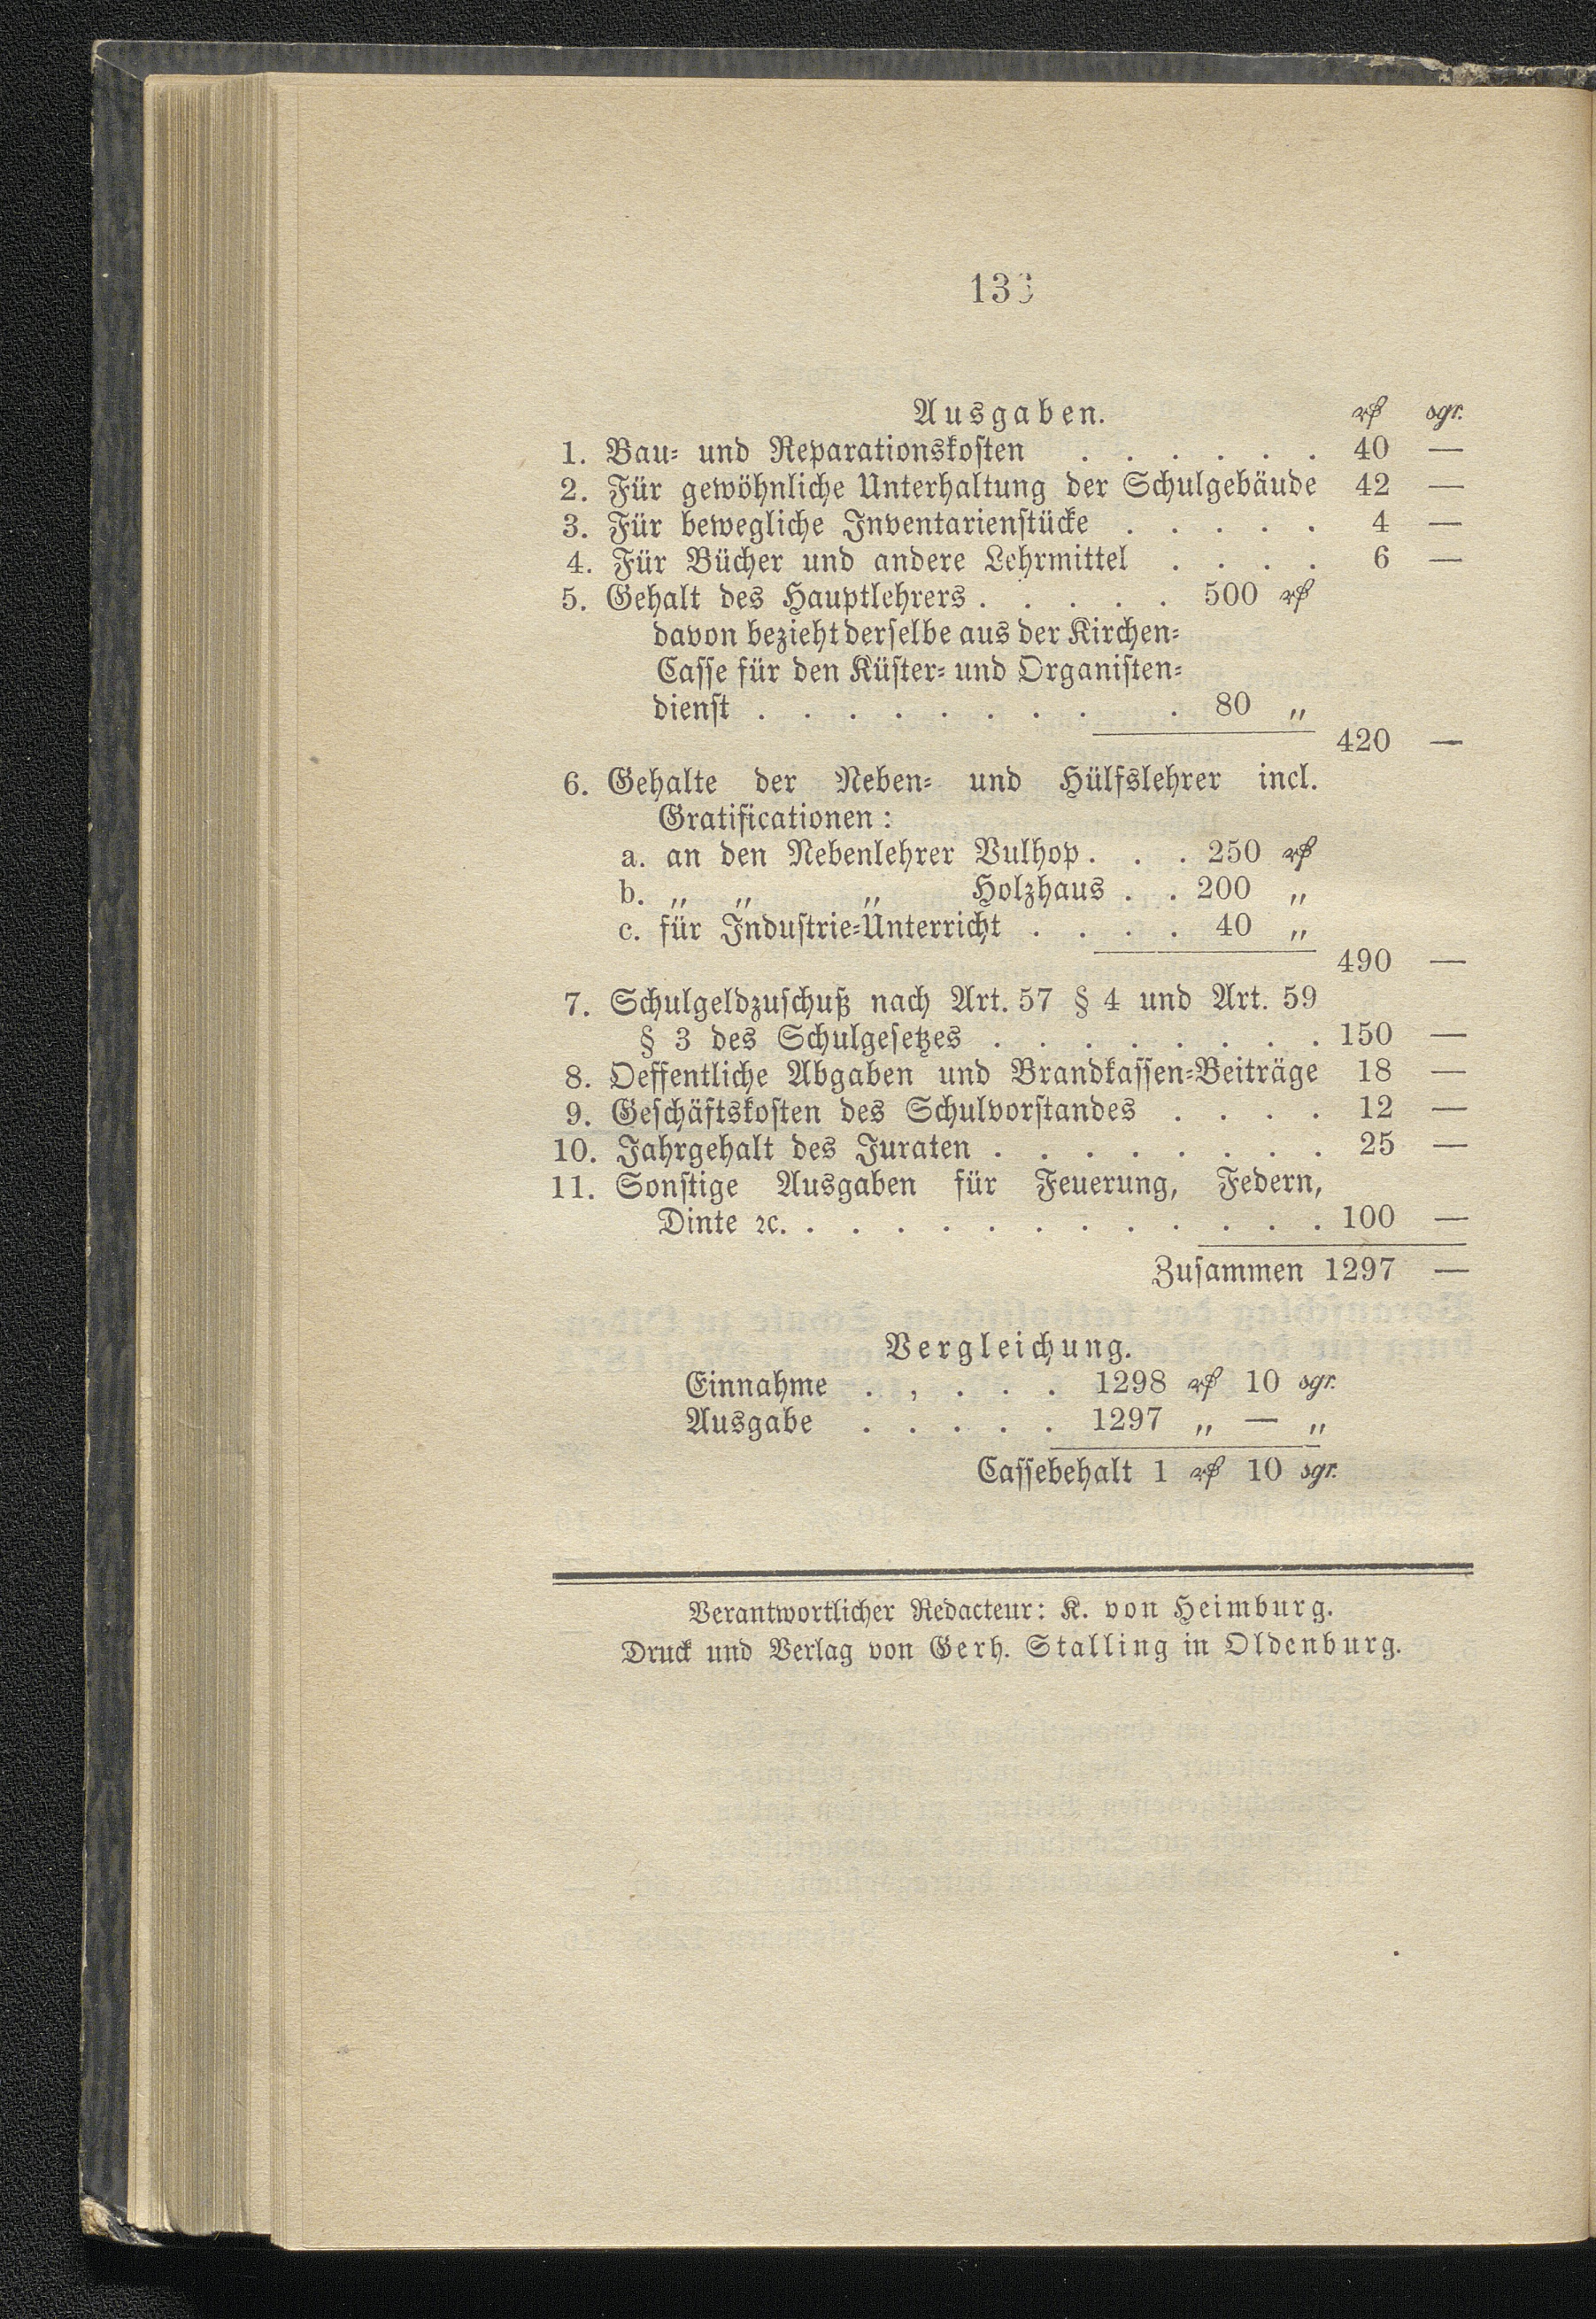 136
Ausgaben. ₰ sgr.
1. Bau- und Reparationskosten . . . . . . 40 —
2. Für gewöhnliche Unterhaltung der Schulgebäude 42 —
3. Für bewegliche Inventarienstücke . . . . . 4 —
4. Für Bücher und andere Lehrmittel . . . . 6 —
5. Gehalt des Hauptlehrers . . . . . 500 ₰
davon bezieht derselbe aus der Kirchen-
Casse für den Küster- und Organisten-
dienst . . . . . . . . . 80 „
420 —
6. Gehalte der Neben- und Hülfslehrer incl.
Gratificationen:
a. an den Nebenlehrer Vulhop . . . 250 ₰
b. „ „ „ Holzhaus . . 200 „
c. für Industrie-Unterricht . . . . 40 „
490 —
7. Schulgeldzuschuß nach Art. 57 § 4 und Art. 59
§ 3 des Schulgesetzes . . . . . . . . 150 —
8. Oeffentliche Abgaben und Brandkassen-Beiträge 18 —
9. Geschäftskosten des Schulvorstandes . . . . 12 —
10. Jahrgehalt des Juraten . . . . . . . . 25 —
11. Sonstige Ausgaben für Feuerung, Federn,
Dinte ꝛc. . . . . . . . . . . . . 100 —
Zusammen 1297 —
Vergleichung.
Einnahme . , . . . 1298 ₰ 10 sgr.
Ausgabe . . . . . 1297 „ — „
Cassebehalt 1 ₰ 10 sgr.
Verantwortlicher Redacteur: K. von Heimburg.
Druck und Verlag von Gerh. Stalling in Oldenburg.